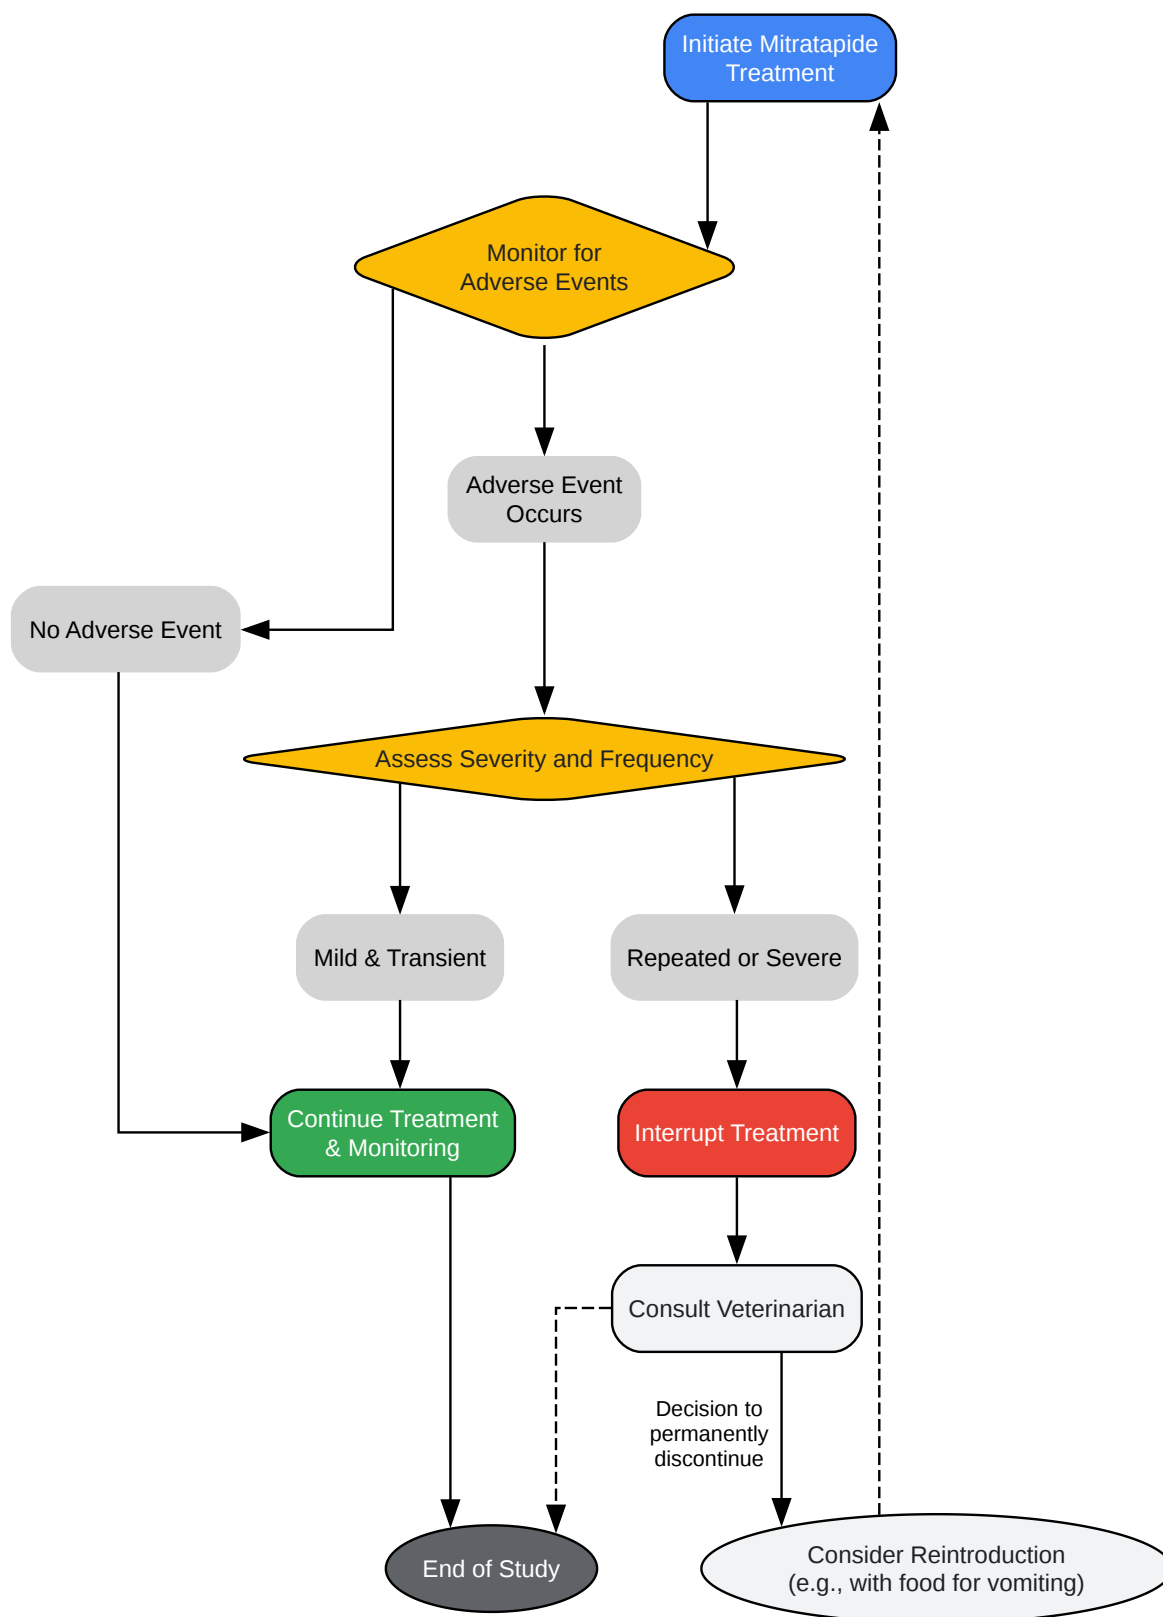 Initiate Mitratapide
Treatment
Monitor for
Adverse Events
Adverse Event
Occurs
No Adverse Event
Assess Severity and Frequency
Mild & Transient
Repeated or Severe
Continue Treatment
& Monitoring
Interrupt Treatment
Consult Veterinarian
Decision to
permanently
discontinue
End of Study
Consider Reintroduction
(e.g., with food for vomiting)